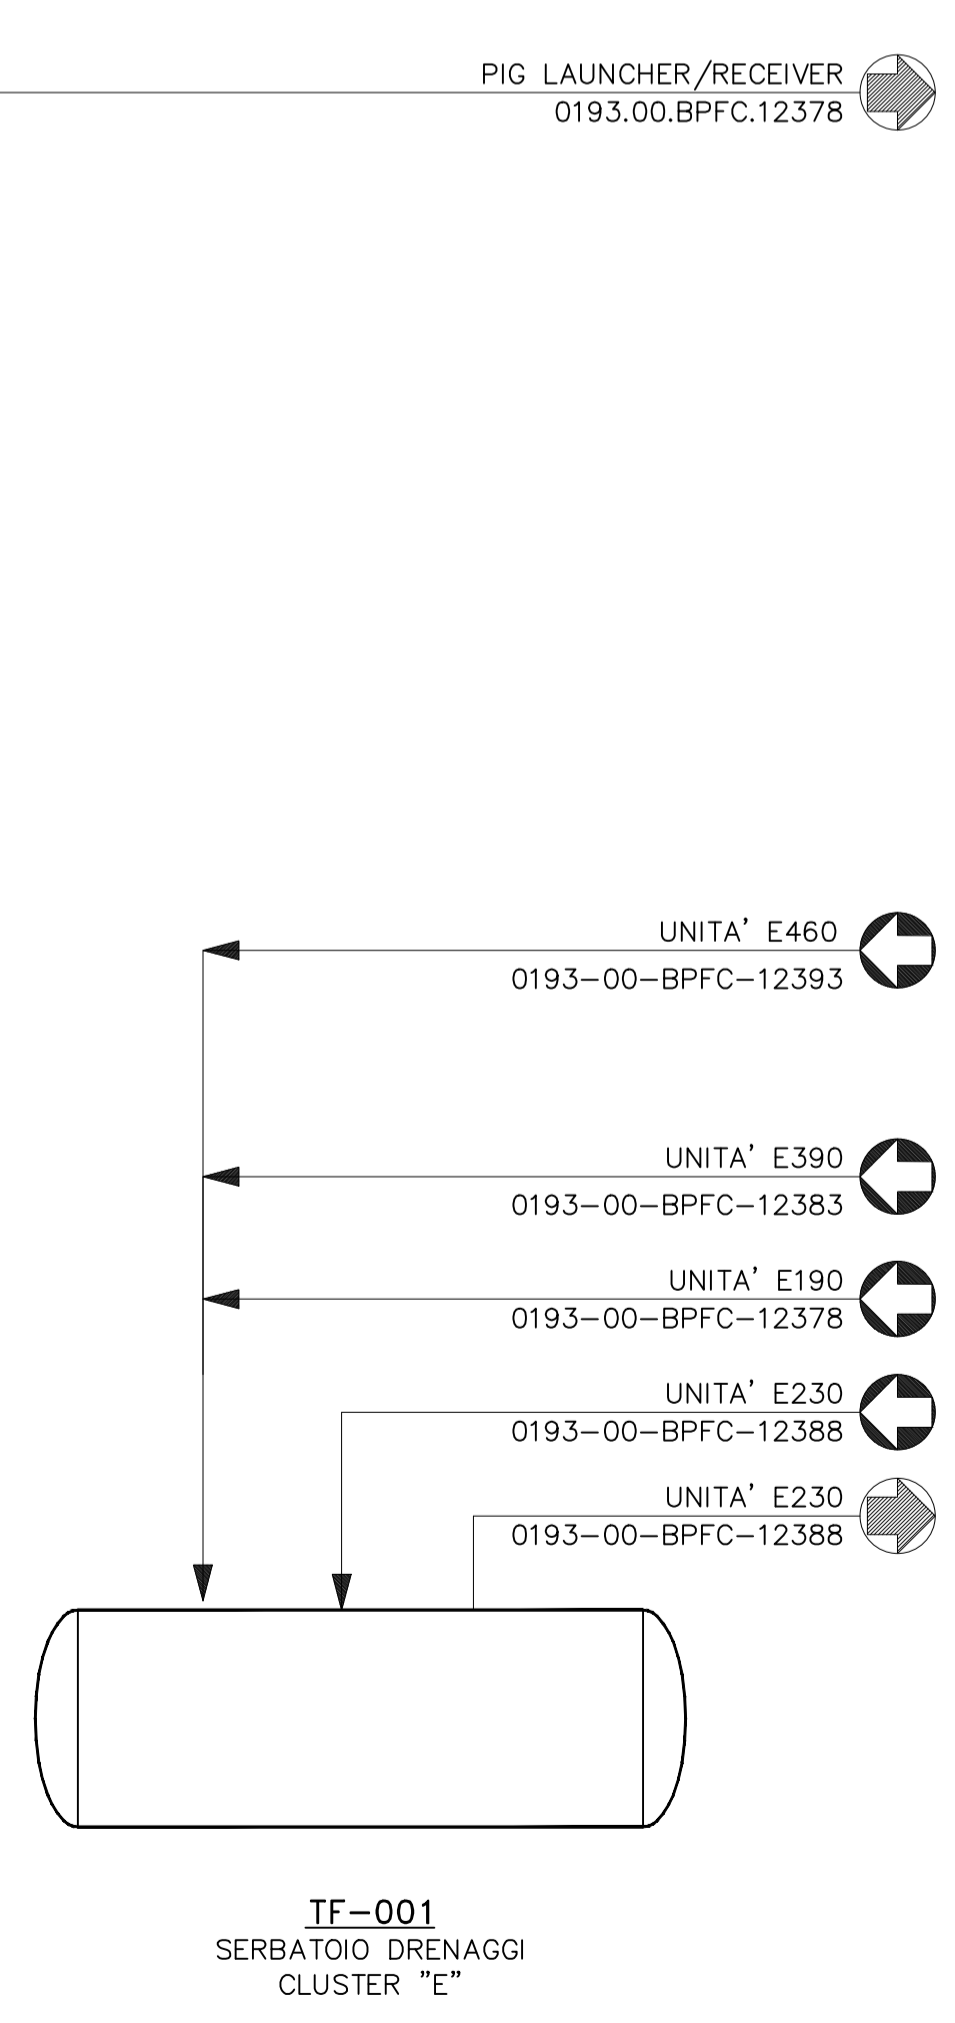 PIG LAUNCHER/RECEIVER
0193.00.BPFC.12378
UNITA' E460
0193-00-BPFC-12393
UNITA' E390
0193-00-BPFC-12383
UNITA' E190
0193-00-BPFC-12378
UNITA' E230
0193-00-BPFC-12388
UNITA' E230
0193-00-BPFC-12388
TF-001
SERBATOIO DRENAGGI
CLUSTER "E"